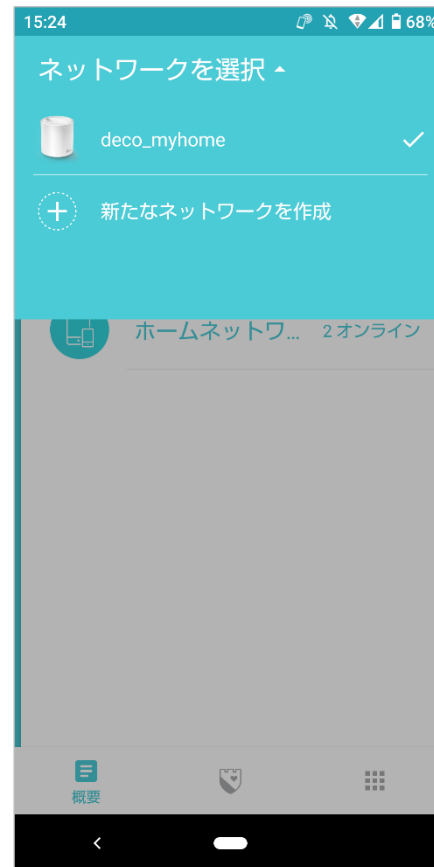 15:24 68%
ネットワークを選択
deco_myhome
新たなネットワークを作成
ホームネットワ... 2 オンライン
概要